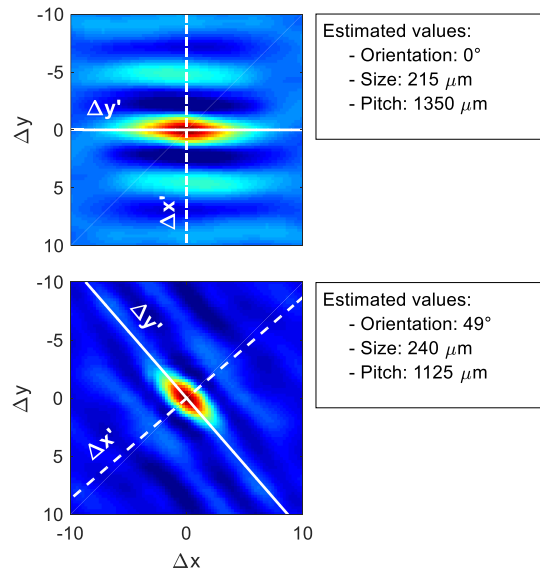 -10
-5
0
5
10
Δy
Δy'
Δx'
Estimated values:
- Orientation: 0°
- Size: 215 μm
- Pitch: 1350 μm
-10
-5
0
5
10
Δy
Δy'
Δx'
-10 0 10
Δx
Estimated values:
- Orientation: 49°
- Size: 240 μm
- Pitch: 1125 μm